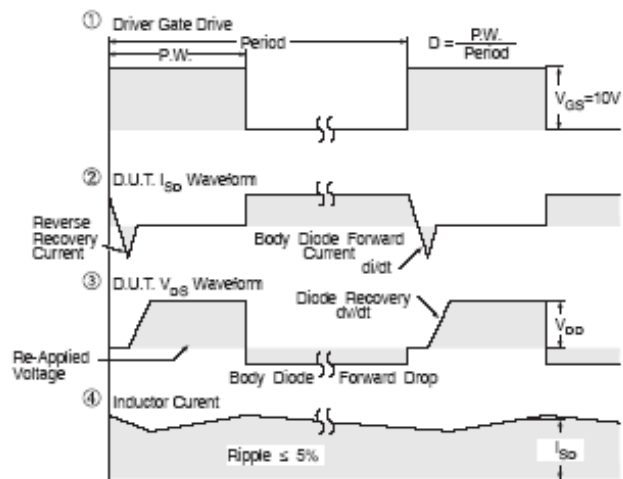 ① Driver Gate Drive
P.W.
Period
D = P.W.
Period
V_GS=10V
② D.U.T. I_SD Waveform
Reverse
Recovery
Current
Body Diode Forward
Current
di/dt
③ D.U.T. V_DS Waveform
Diode Recovery
dv/dt
V_DD
Re-Applied
Voltage
Body Diode
Forward Drop
④ Inductor Curent
Ripple ≤ 5%
I_SD